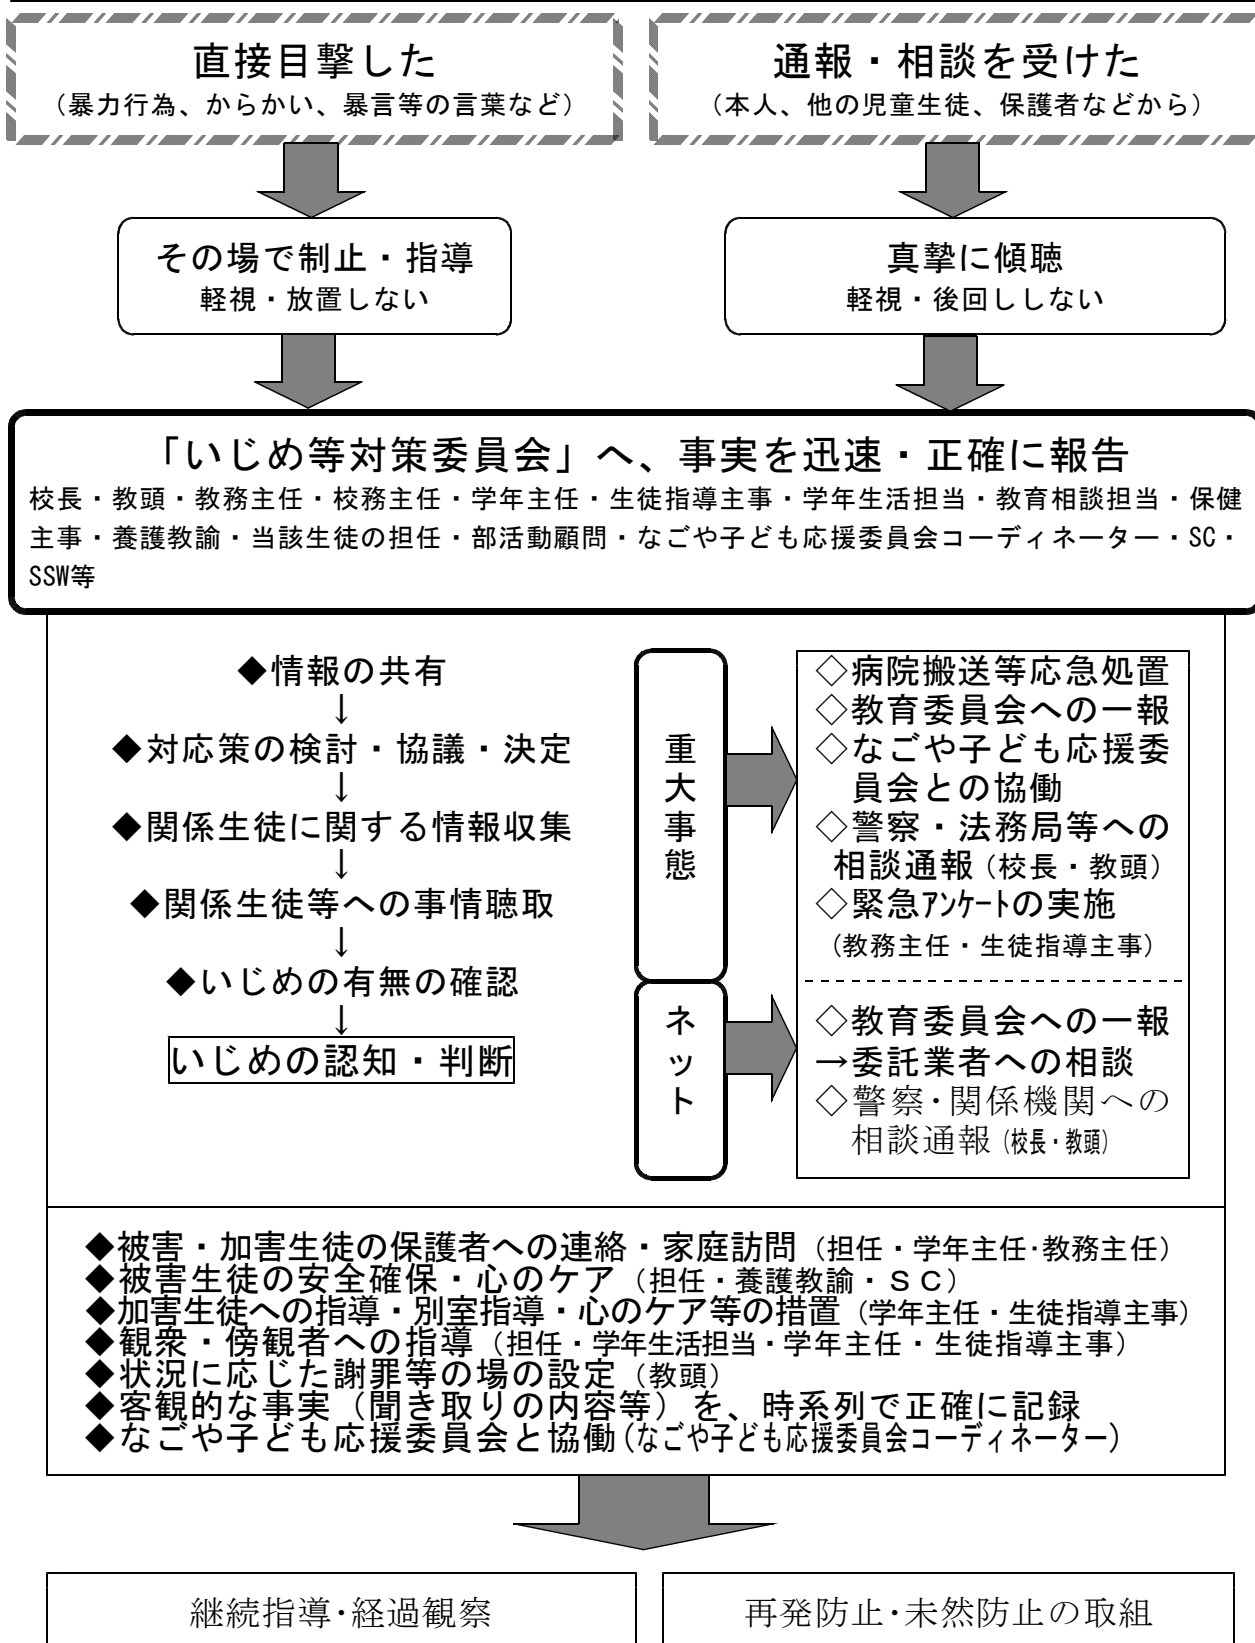 直接目撃した
（暴力行為、からかい、暴言等の言葉など）
通報・相談を受けた
（本人、他の児童生徒、保護者などから）
その場で制止・指導
軽視・放置しない
真摯に傾聴
軽視・後回ししない
「いじめ等対策委員会」へ、事実を迅速・正確に報告
校長・教頭・教務主任・校務主任・学年主任・生徒指導主事・学年生活担当・教育相談担当・保健
主事・養護教諭・当該生徒の担任・部活動顧問・なごや子ども応援委員会コーディネーター・SC・
SSW等
◆情報の共有
↓
◆対応策の検討・協議・決定
↓
◆関係生徒に関する情報収集
↓
◆関係生徒等への事情聴取
↓
◆いじめの有無の確認
↓
いじめの認知・判断
重大事態
◇病院搬送等応急処置
◇教育委員会への一報
◇なごや子ども応援委
員会との協働
◇警察・法務局等への
相談通報（校長・教頭）
◇緊急ｱﾝｹｰﾄの実施
（教務主任・生徒指導主事）
ネット
◇教育委員会への一報
→委託業者への相談
◇警察・関係機関への
相談通報（校長・教頭）
◆被害・加害生徒の保護者への連絡・家庭訪問（担任・学年主任・教務主任）
◆被害生徒の安全確保・心のケア（担任・養護教諭・ＳＣ）
◆加害生徒への指導・別室指導・心のケア等の措置（学年主任・生徒指導主事）
◆観衆・傍観者への指導（担任・学年生活担当・学年主任・生徒指導主事）
◆状況に応じた謝罪等の場の設定（教頭）
◆客観的な事実（聞き取りの内容等）を、時系列で正確に記録
◆なごや子ども応援委員会と協働（なごや子ども応援委員会コーディネーター）
継続指導・経過観察
再発防止・未然防止の取組